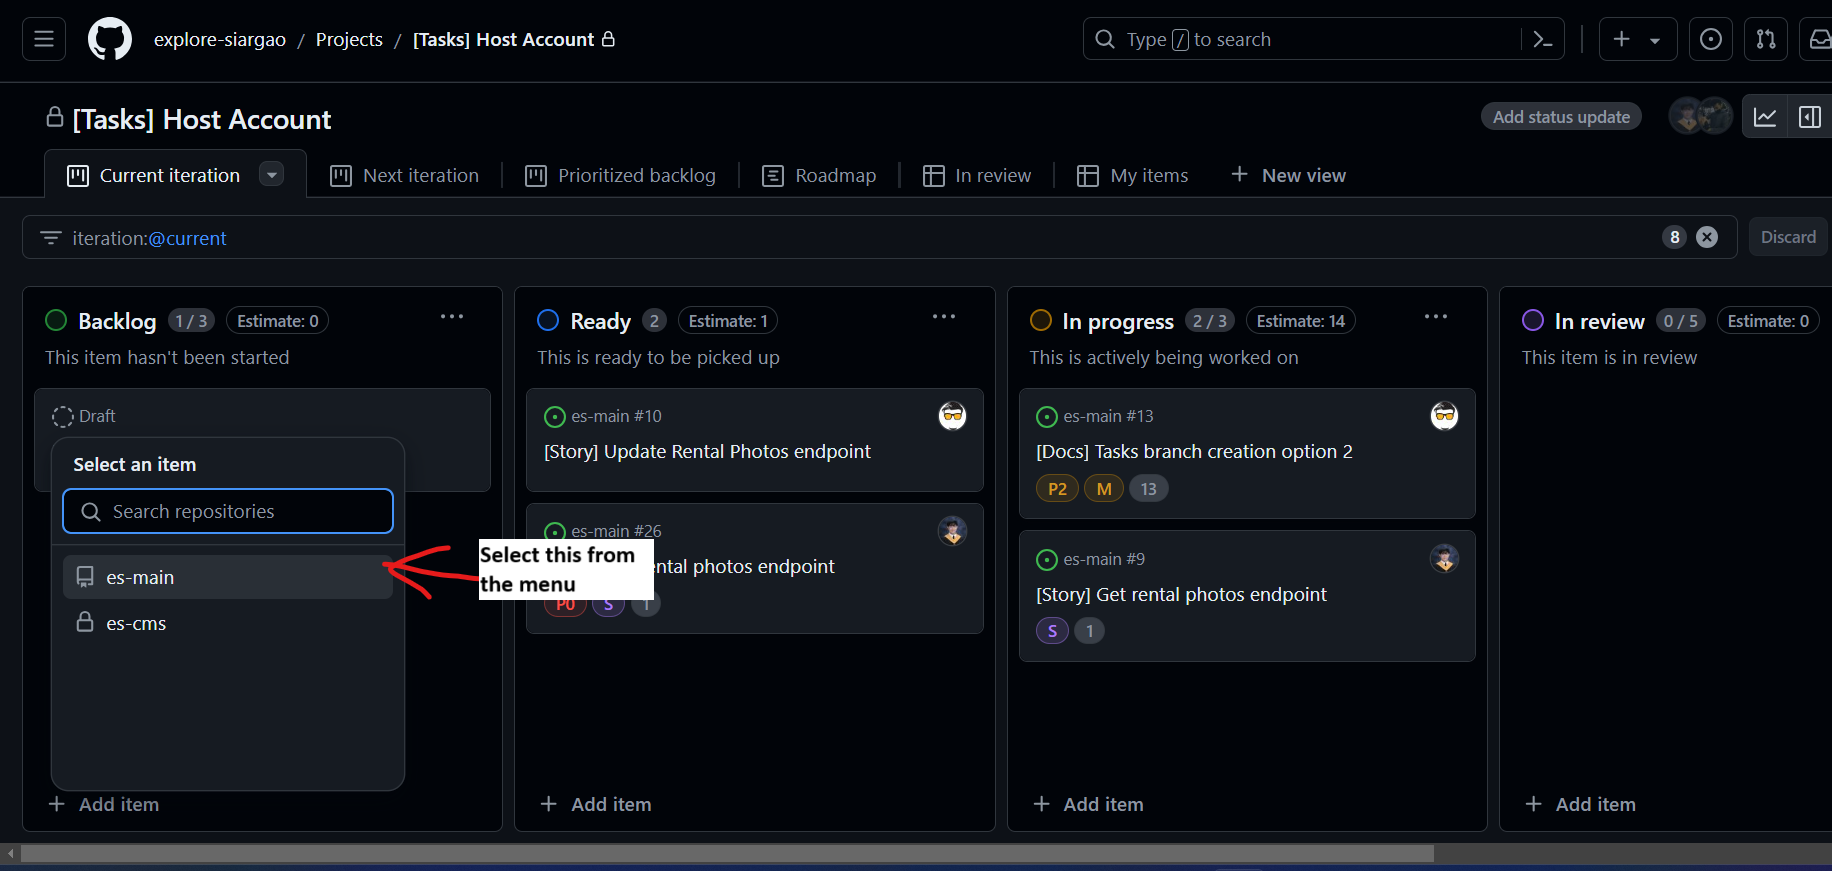 explore-siargao / Projects / [Tasks] Host Account
Type / to search
[Tasks] Host Account
Add status update
Current iteration
Next iteration
Prioritized backlog
Roadmap
In review
My items
New view
iteration:@current
8
Discard
Backlog 1 / 3 Estimate: 0
This item hasn't been started
Draft
Select an item
Search repositories
es-main
es-cms
Add item
Select this from
the menu
Ready 2 Estimate: 1
This is ready to be picked up
es-main #10
[Story] Update Rental Photos endpoint
es-main #26
ental photos endpoint
P0 S 1
Add item
In progress 2 / 3 Estimate: 14
This is actively being worked on
es-main #13
[Docs] Tasks branch creation option 2
P2 M 13
es-main #9
[Story] Get rental photos endpoint
S 1
Add item
In review 0 / 5 Estimate: 0
This item is in review
Add item